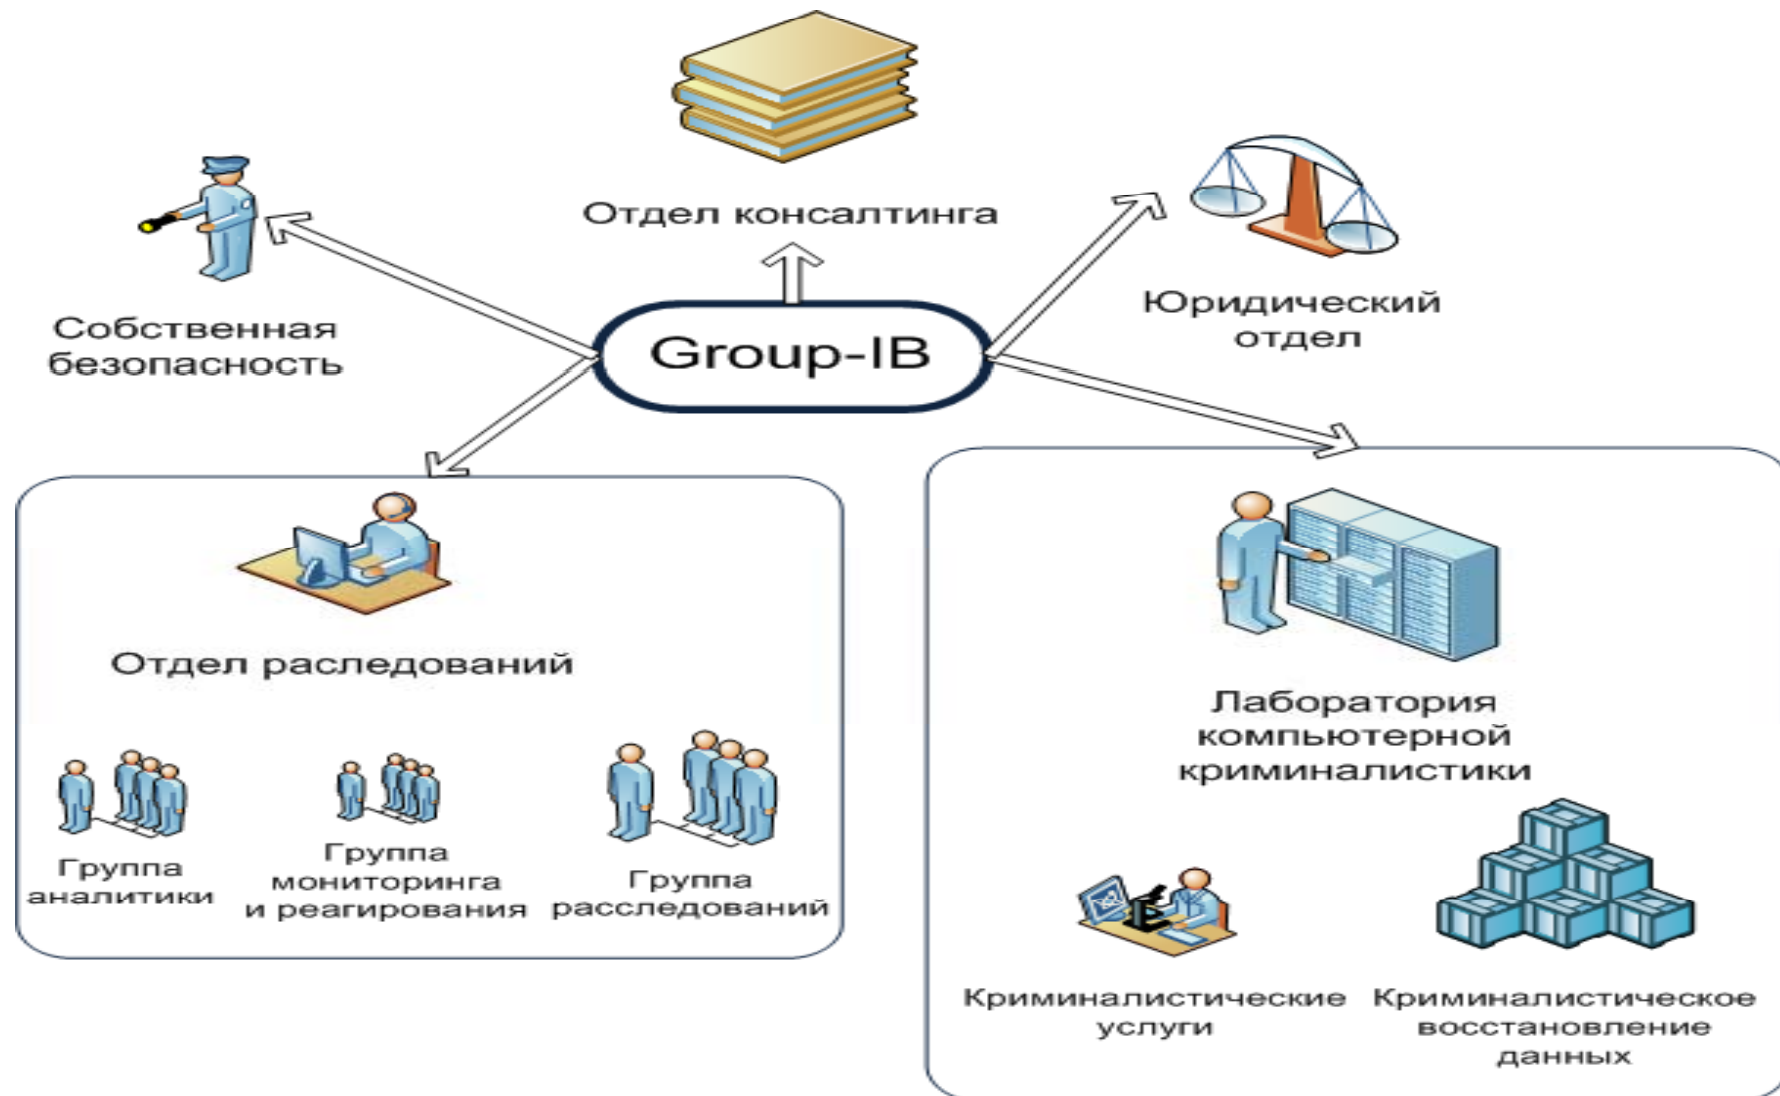 Отдел консалтинга
Собственная
безопасность
Group-IB
Юридический
отдел
Отдел раследований
Группа
аналитики
Группа
мониторинга
и реагирования
Группа
расследований
Лаборатория
компьютерной
криминалистики
Криминалистические
услуги
Криминалистическое
восстановление
данных